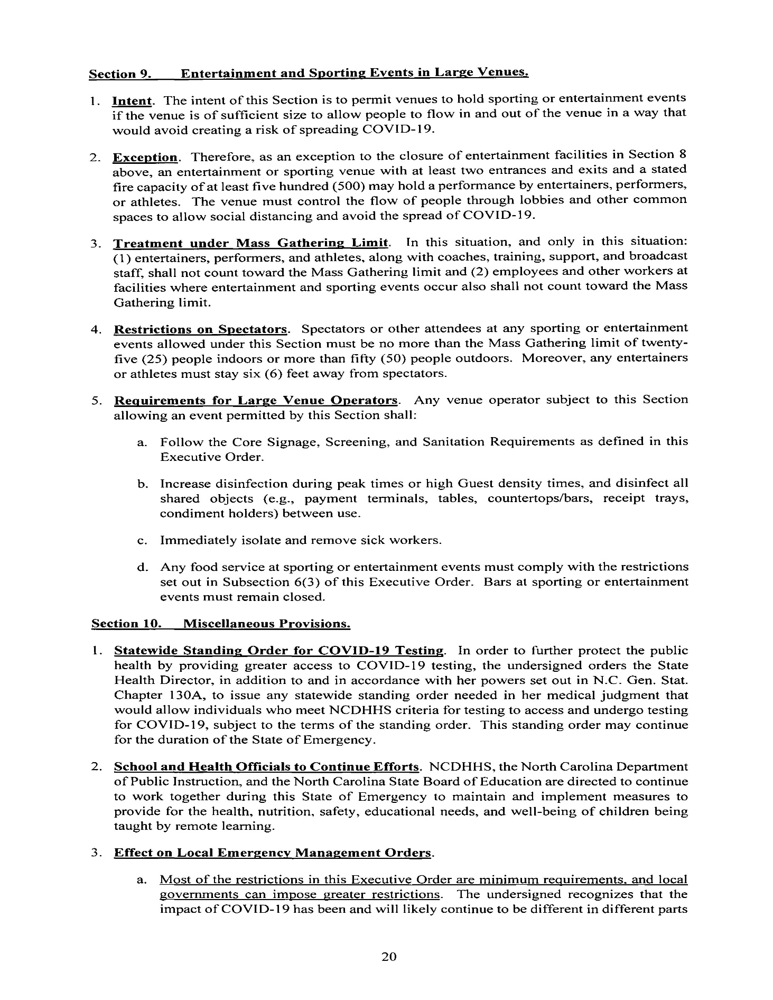 Section 9. Entertainment and Sporting Events in Large Venues.
1. Intent. The intent of this Section is to permit venues to hold sporting or entertainment events
if the venue is of sufficient size to allow people to flow in and out of the venue in a way that
would avoid creating a risk of spreading COVID-19.
2. Exception. Therefore, as an exception to the closure of entertainment facilities in Section 8
above, an entertainment or sporting venue with at least two entrances and exits and a stated
fire capacity of at least five hundred (500) may hold a performance by entertainers, performers,
or athletes. The venue must control the flow of people through lobbies and other common
spaces to allow social distancing and avoid the spread of COVID-19.
3. Treatment under Mass Gathering Limit. In this situation, and only in this situation:
(1) entertainers, performers, and athletes, along with coaches, training, support, and broadcast
staff, shall not count toward the Mass Gathering limit and (2) employees and other workers at
facilities where entertainment and sporting events occur also shall not count toward the Mass
Gathering limit.
4. Restrictions on Spectators. Spectators or other attendees at any sporting or entertainment
events allowed under this Section must be no more than the Mass Gathering limit of twenty-
five (25) people indoors or more than fifty (50) people outdoors. Moreover, any entertainers
or athletes must stay six (6) feet away from spectators.
5. Requirements for Large Venue Operators. Any venue operator subject to this Section
allowing an event permitted by this Section shall:
a. Follow the Core Signage, Screening, and Sanitation Requirements as defined in this
Executive Order.
b. Increase disinfection during peak times or high Guest density times, and disinfect all
shared objects (e.g., payment terminals, tables, countertops/bars, receipt trays,
condiment holders) between use.
c. Immediately isolate and remove sick workers.
d. Any food service at sporting or entertainment events must comply with the restrictions
set out in Subsection 6(3) of this Executive Order. Bars at sporting or entertainment
events must remain closed.
Section 10. Miscellaneous Provisions.
1. Statewide Standing Order for COVID-19 Testing. In order to further protect the public
health by providing greater access to COVID-19 testing, the undersigned orders the State
Health Director, in addition to and in accordance with her powers set out in N.C. Gen. Stat.
Chapter 130A, to issue any statewide standing order needed in her medical judgment that
would allow individuals who meet NCDHHS criteria for testing to access and undergo testing
for COVID-19, subject to the terms of the standing order. This standing order may continue
for the duration of the State of Emergency.
2. School and Health Officials to Continue Efforts. NCDHHS, the North Carolina Department
of Public Instruction, and the North Carolina State Board of Education are directed to continue
to work together during this State of Emergency to maintain and implement measures to
provide for the health, nutrition, safety, educational needs, and well-being of children being
taught by remote learning.
3. Effect on Local Emergency Management Orders.
a. Most of the restrictions in this Executive Order are minimum requirements, and local
governments can impose greater restrictions. The undersigned recognizes that the
impact of COVID-19 has been and will likely continue to be different in different parts
20